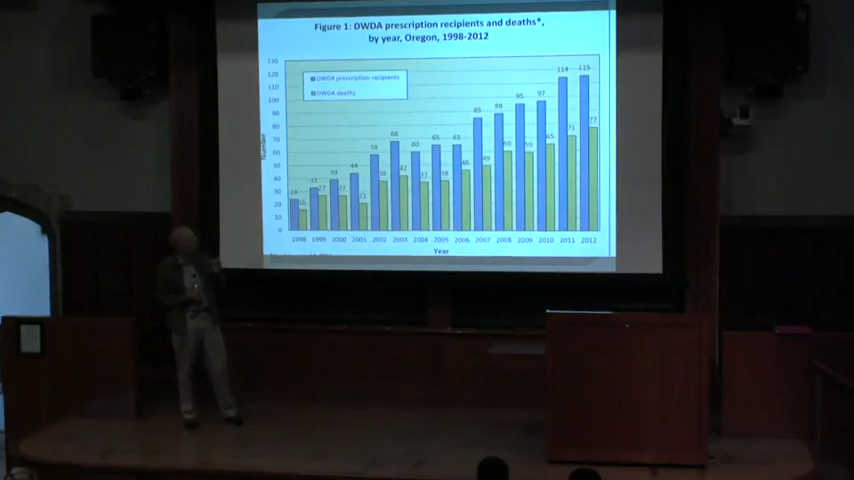 Figure 1: DWDA prescription recipients and deaths*,
by year, Oregon, 1998-2012
130
120
110
100
90
80
70
60
50
40
30
20
10
0
Number
DWDA prescription recipients
DWDA deaths
24 16 33 27 39 27 44 21 58 38 68 42 60 37 65 38 65 46 85 49 88 60 95 59 97 65 114 71 115 77
1998 1999 2000 2001 2002 2003 2004 2005 2006 2007 2008 2009 2010 2011 2012
Year